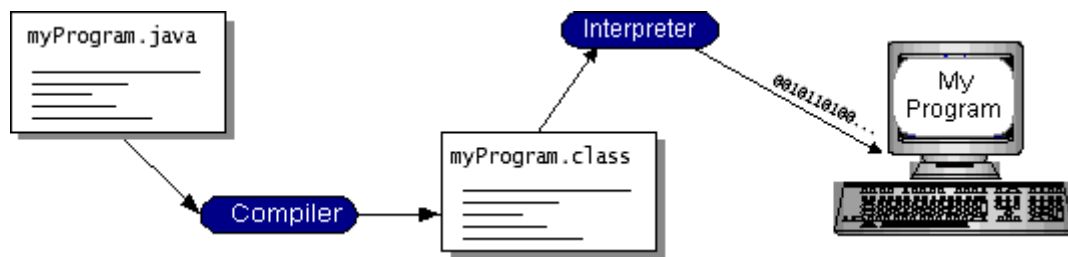 myProgram.java
Compiler
myProgram.class
Interpreter
0010110100...
My
Program